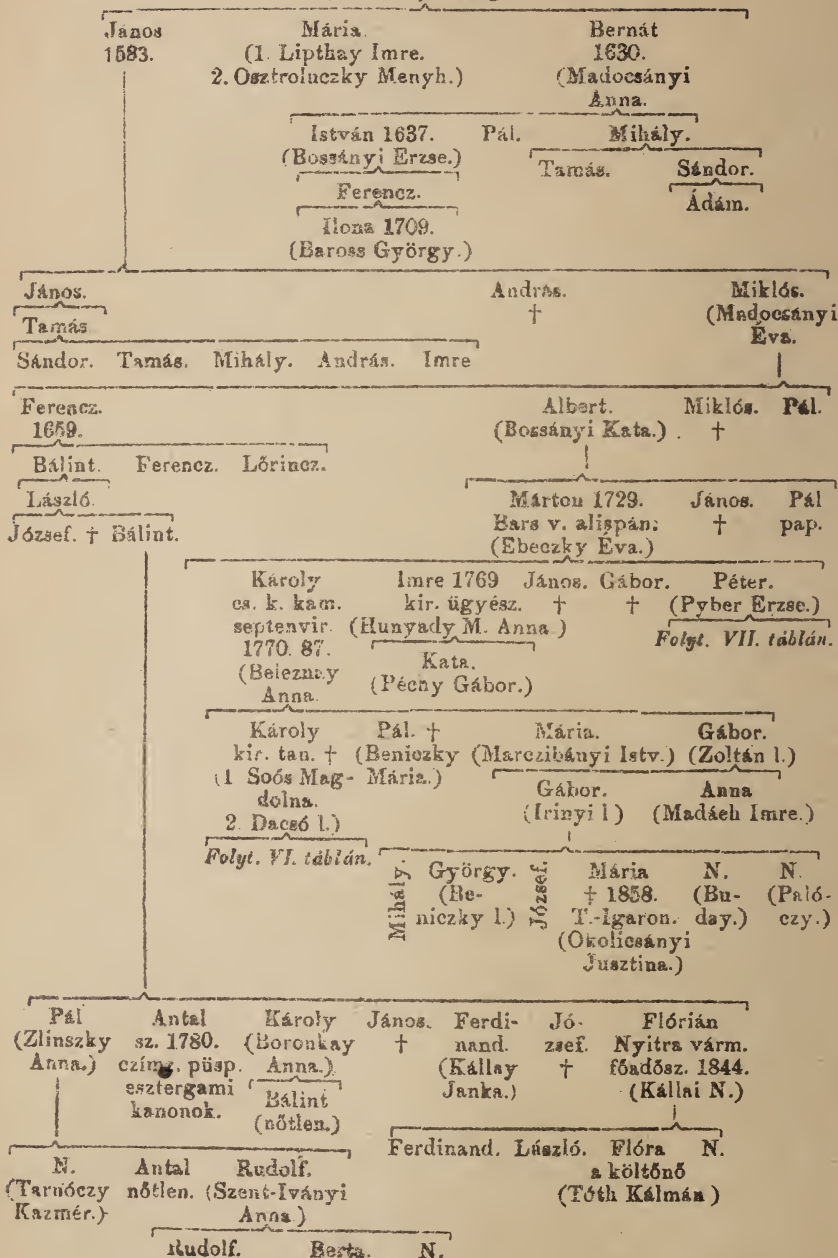 János Mária. Bernát
1583. (1. Lipthay Imre. 1630.
2. Osztroluczky Menyh.) (Madocsányi
Anna.
István 1637. Pál. Mihály.
(Bossányi Erzse.) Tamás. Sándor.
Ferencz. Ádám.
Ilona 1709.
(Baross György.)
János. András. Miklós.
Tamás † (Madocsányi
Éva.
Sándor. Tamás. Mihály. András. Imre
Ferencz. Albert. Miklós. Pál.
1659. (Bossányi Kata.) . †
Bálint. Ferencz. Lőrincz.
László. Márton 1729. János. Pál
József. † Bálint. Bars v. alispán. † pap.
(Ebeczky Éva.)
Károly Imre 1769 János. Gábor. Péter.
cs. k. kam. kir. ügyész. † † (Pyber Erzse.)
septenvir. (Hunyady M. Anna.) Folyt. VII. táblán.
1770. 87. Kata.
(Beleznay (Pécny Gábor.)
Anna.
Károly Pál. † Mária. Gábor.
kir. tan. † (Beniczky (Marczibányi Istv.) (Zoltán l.)
(1 Soós Mag- Mária.) Gábor. Anna
dolna. (Irinyi l.) (Madách Imre.)
2. Dacsó l.)
Folyt. VI. táblán.
Mihály. György. József. Mária N. N.
(Be- † 1858. (Bu- (Paló-
niczky l.) T.-Igaron. day.) czy.)
(Okolicsányi
Jusztina.)
Pál Antal Károly János. Ferdi- Jó- Flórián
(Zlinszky sz. 1780. (Boronkay † nand. zsef. Nyitra várm.
Anna.) czímz. püsp. Anna.) (Kállay † főadósz. 1844.
esztergami Bálint Janka.) (Kállai N.)
kanonok. (nőtlen.)
N. Antal Rudolf. Ferdinand. László. Flóra N.
(Tarnóczy nőtlen. (Szent-Iványi a költőnő
Kazmér.) Anna.) (Tóth Kálmán)
Rudolf. Berta. N.